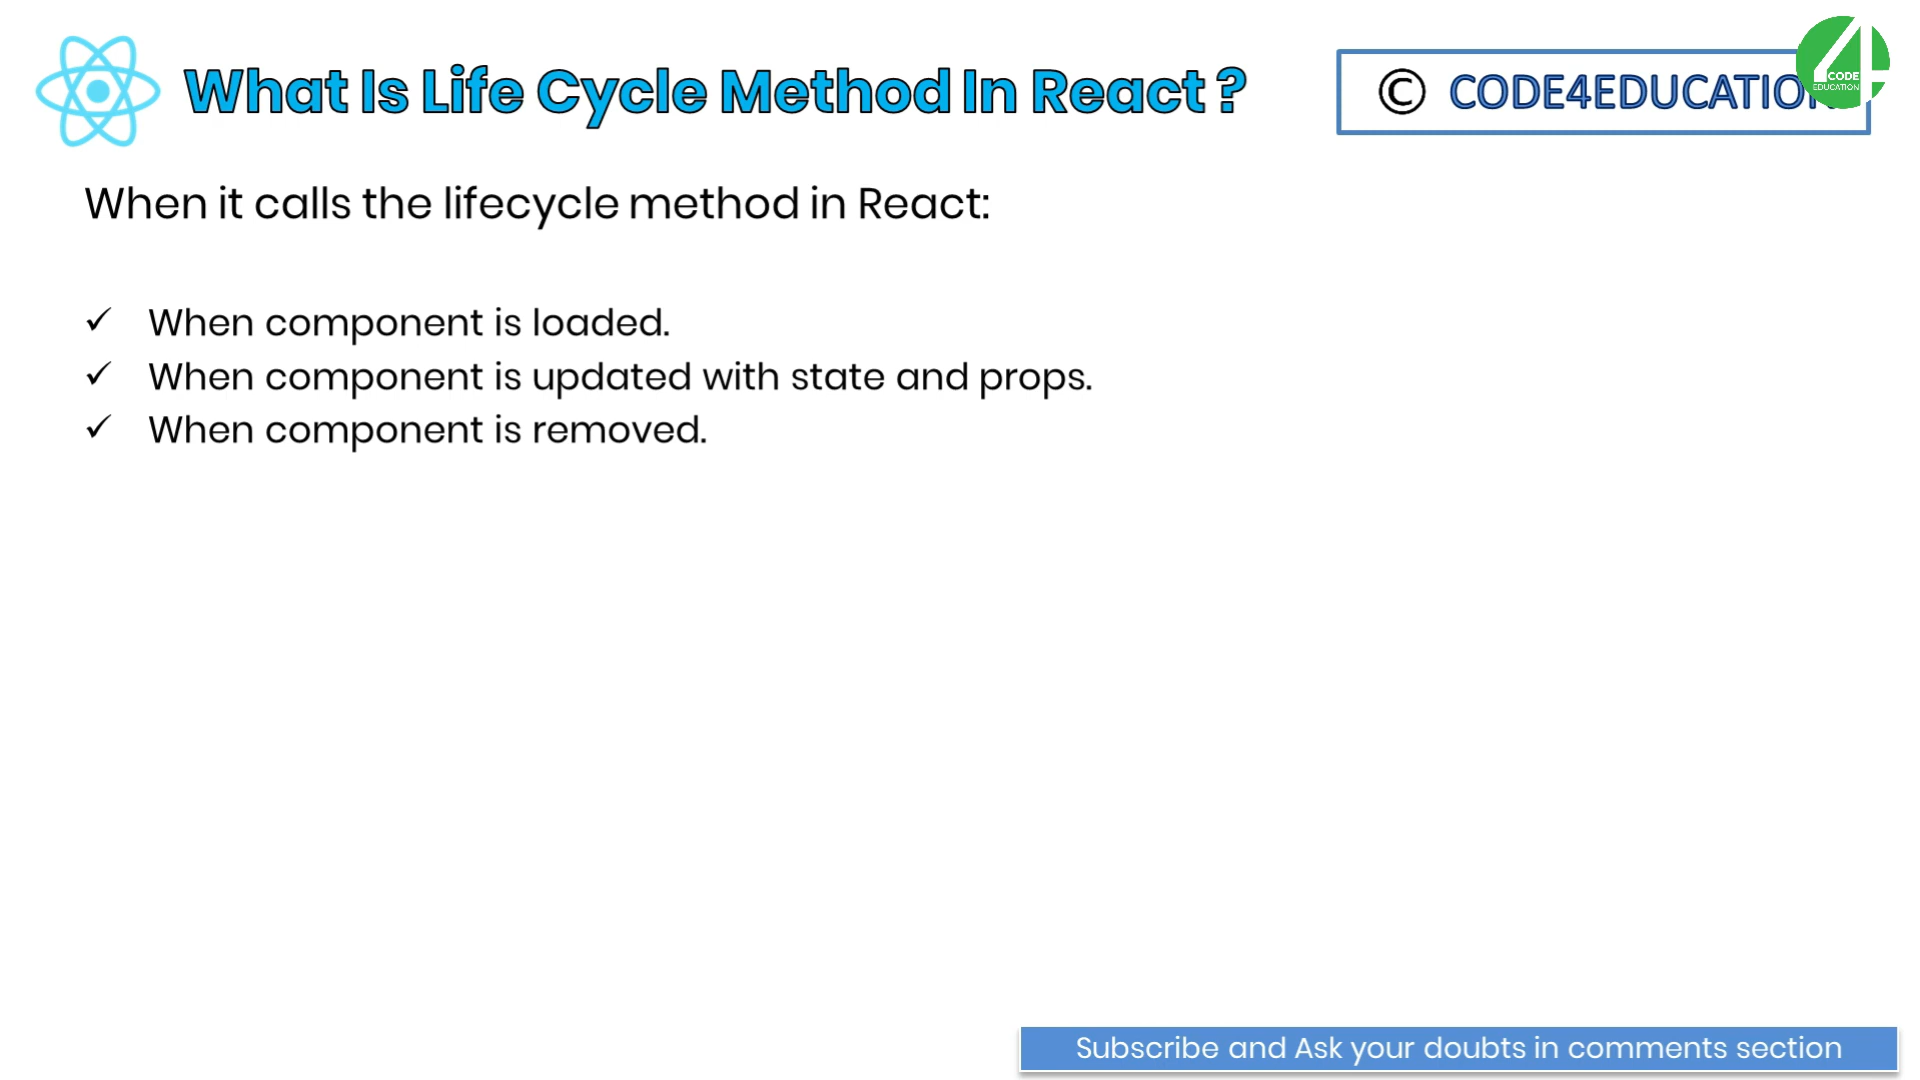 What Is Life Cycle Method In React ?
© CODE4EDUCATION
CODE
EDUCATION
When it calls the lifecycle method in React:
✓ When component is loaded.
✓ When component is updated with state and props.
✓ When component is removed.
Subscribe and Ask your doubts in comments section